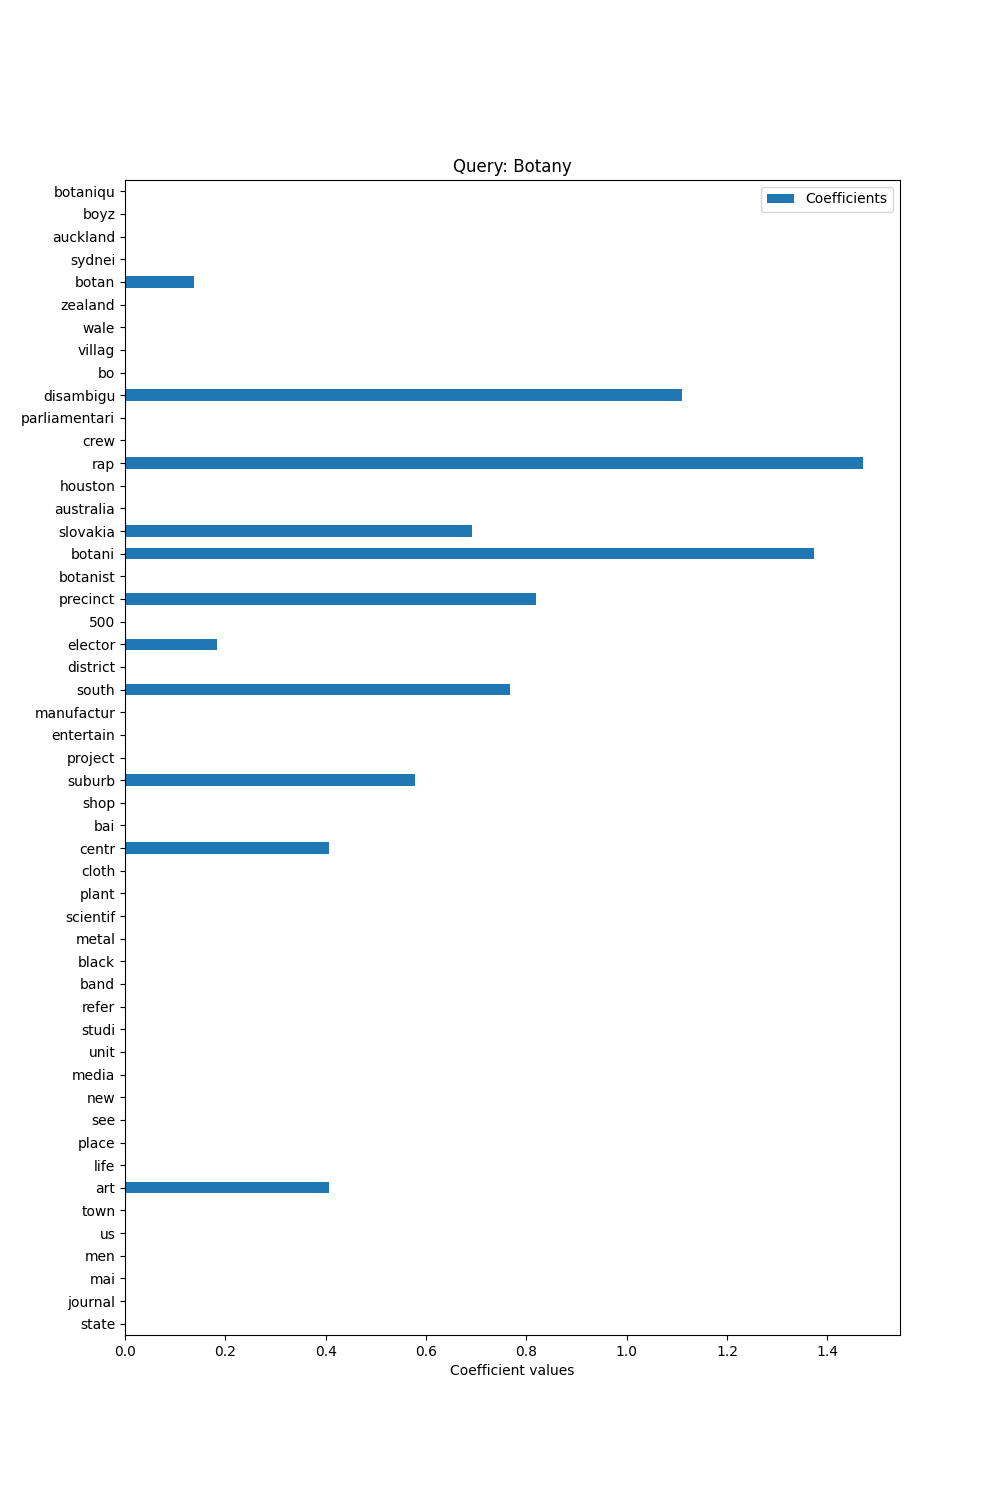 Query: Botany
Coefficients
botaniqu
boyz
auckland
sydnei
botan
zealand
wale
villag
bo
disambigu
parliamentari
crew
rap
houston
australia
slovakia
botani
botanist
precinct
500
elector
district
south
manufactur
entertain
project
suburb
shop
bai
centr
cloth
plant
scientif
metal
black
band
refer
studi
unit
media
new
see
place
life
art
town
us
men
mai
journal
state
0.0 0.2 0.4 0.6 0.8 1.0 1.2 1.4
Coefficient values